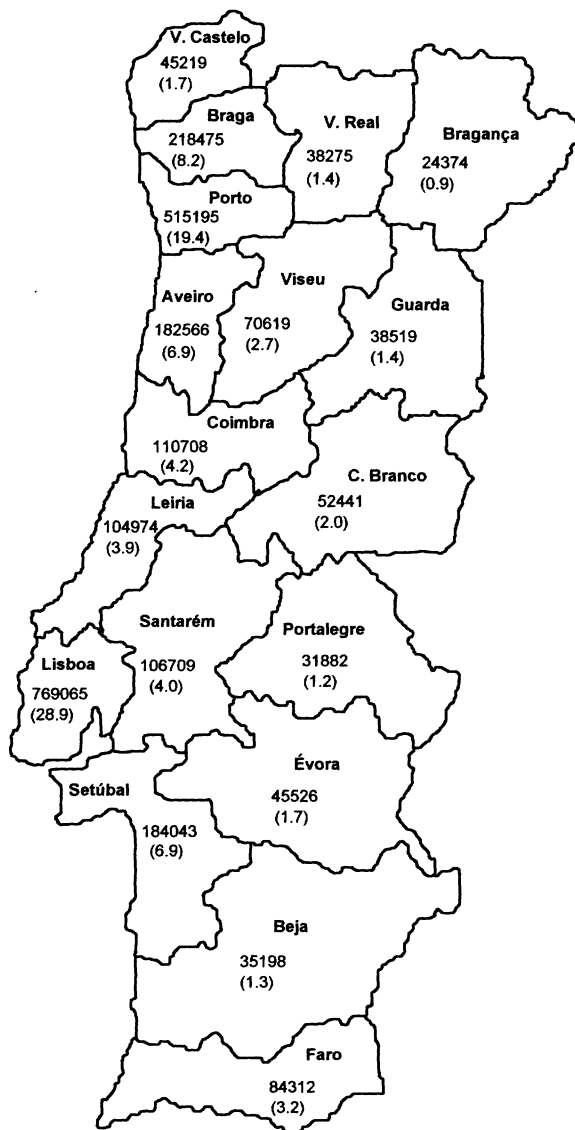 V. Castelo
45219
(1.7)
Braga
218475
(8.2)
V. Real
38275
(1.4)
Bragança
24374
(0.9)
Porto
515195
(19.4)
Aveiro
182566
(6.9)
Viseu
70619
(2.7)
Guarda
38519
(1.4)
Coimbra
110708
(4.2)
C. Branco
52441
(2.0)
Leiria
104974
(3.9)
Santarém
106709
(4.0)
Portalegre
31882
(1.2)
Lisboa
769065
(28.9)
Évora
45526
(1.7)
Setúbal
184043
(6.9)
Beja
35198
(1.3)
Faro
84312
(3.2)